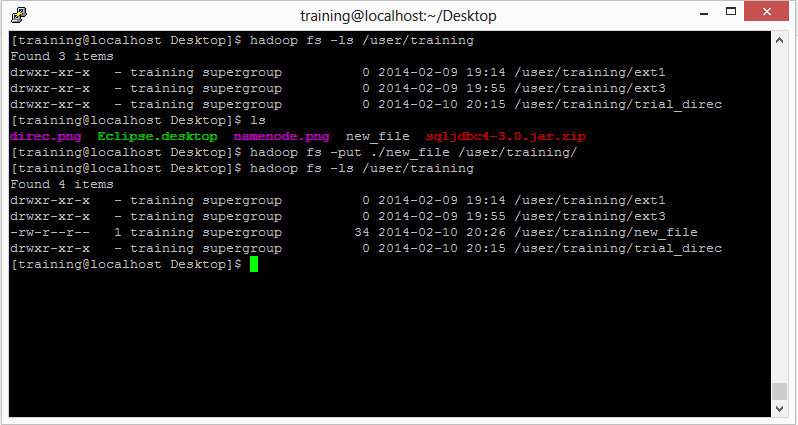 training@localhost:~/Desktop
[training@localhost Desktop]$ hadoop fs -ls /user/training
Found 3 items
drwxr-xr-x   - training supergroup          0 2014-02-09 19:14 /user/training/ext1
drwxr-xr-x   - training supergroup          0 2014-02-09 19:55 /user/training/ext3
drwxr-xr-x   - training supergroup          0 2014-02-10 20:15 /user/training/trial_direc
[training@localhost Desktop]$ ls
direc.png  Eclipse.desktop  namenode.png  new_file  sqljdbc4-3.0.jar.zip
[training@localhost Desktop]$ hadoop fs -put ./new_file /user/training/
[training@localhost Desktop]$ hadoop fs -ls /user/training
Found 4 items
drwxr-xr-x   - training supergroup          0 2014-02-09 19:14 /user/training/ext1
drwxr-xr-x   - training supergroup          0 2014-02-09 19:55 /user/training/ext3
-rw-r--r--   1 training supergroup         34 2014-02-10 20:26 /user/training/new_file
drwxr-xr-x   - training supergroup          0 2014-02-10 20:15 /user/training/trial_direc
[training@localhost Desktop]$